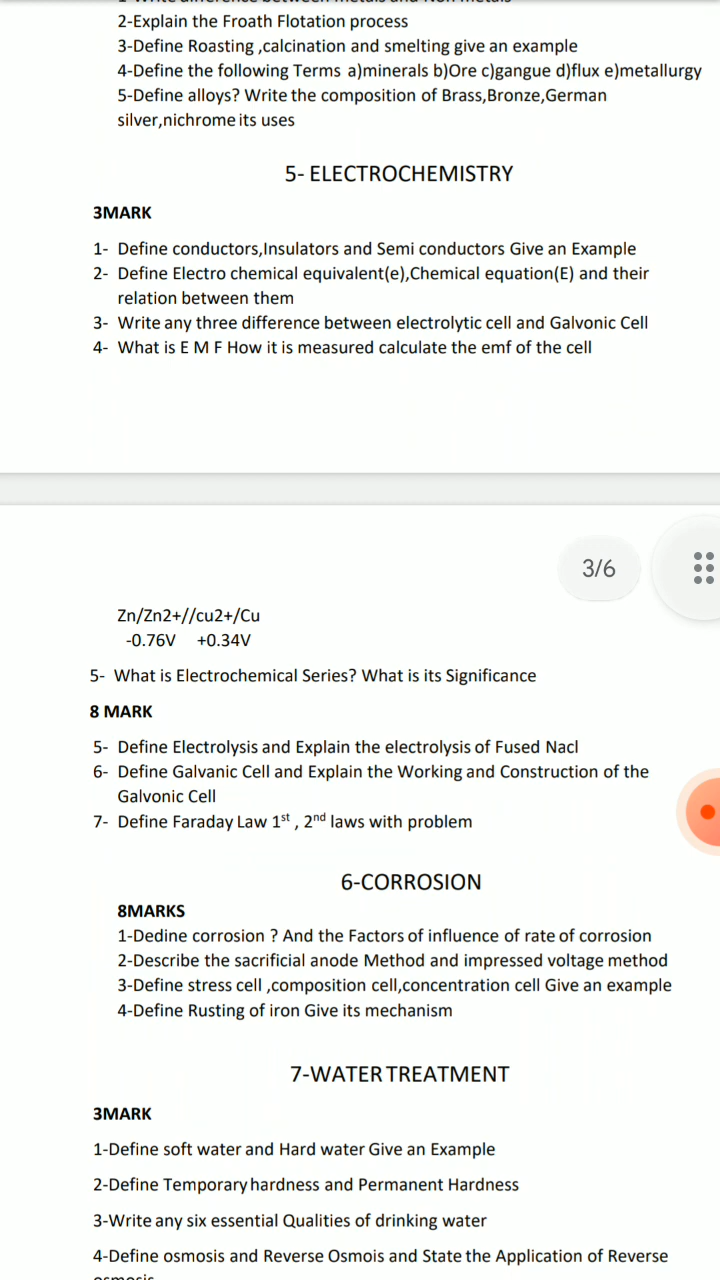 2-Explain the Froath Flotation process
3-Define Roasting ,calcination and smelting give an example
4-Define the following Terms a)minerals b)Ore c)gangue d)flux e)metallurgy
5-Define alloys? Write the composition of Brass,Bronze,German
silver,nichrome its uses
5- ELECTROCHEMISTRY
3MARK
1- Define conductors,Insulators and Semi conductors Give an Example
2- Define Electro chemical equivalent(e),Chemical equation(E) and their
relation between them
3- Write any three difference between electrolytic cell and Galvonic Cell
4- What is E M F How it is measured calculate the emf of the cell
3/6
Zn/Zn2+//cu2+/Cu
-0.76V +0.34V
5- What is Electrochemical Series? What is its Significance
8 MARK
5- Define Electrolysis and Explain the electrolysis of Fused Nacl
6- Define Galvanic Cell and Explain the Working and Construction of the
Galvonic Cell
7- Define Faraday Law 1st , 2nd laws with problem
6-CORROSION
8MARKS
1-Dedine corrosion ? And the Factors of influence of rate of corrosion
2-Describe the sacrificial anode Method and impressed voltage method
3-Define stress cell ,composition cell,concentration cell Give an example
4-Define Rusting of iron Give its mechanism
7-WATER TREATMENT
3MARK
1-Define soft water and Hard water Give an Example
2-Define Temporary hardness and Permanent Hardness
3-Write any six essential Qualities of drinking water
4-Define osmosis and Reverse Osmois and State the Application of Reverse